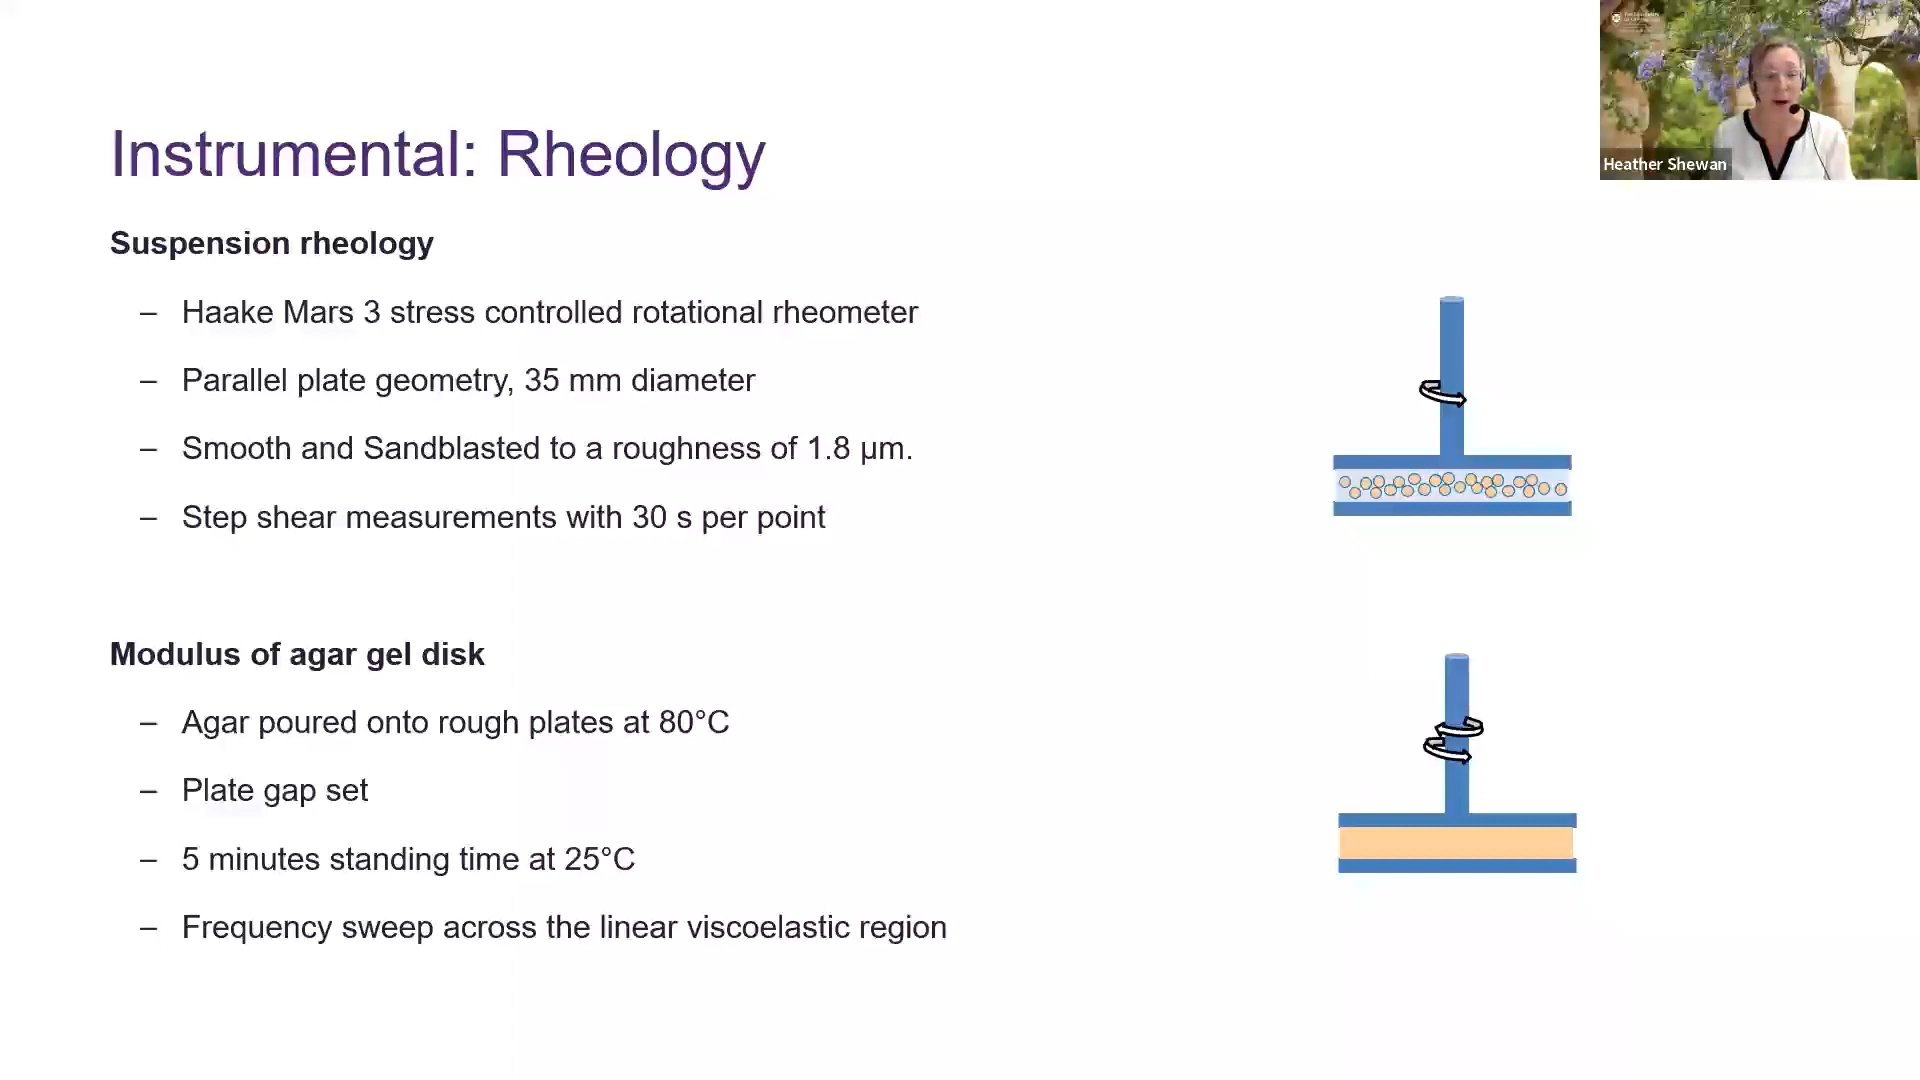 Instrumental: Rheology
Heather Shewan
Suspension rheology
– Haake Mars 3 stress controlled rotational rheometer
– Parallel plate geometry, 35 mm diameter
– Smooth and Sandblasted to a roughness of 1.8 µm.
– Step shear measurements with 30 s per point
Modulus of agar gel disk
– Agar poured onto rough plates at 80°C
– Plate gap set
– 5 minutes standing time at 25°C
– Frequency sweep across the linear viscoelastic region